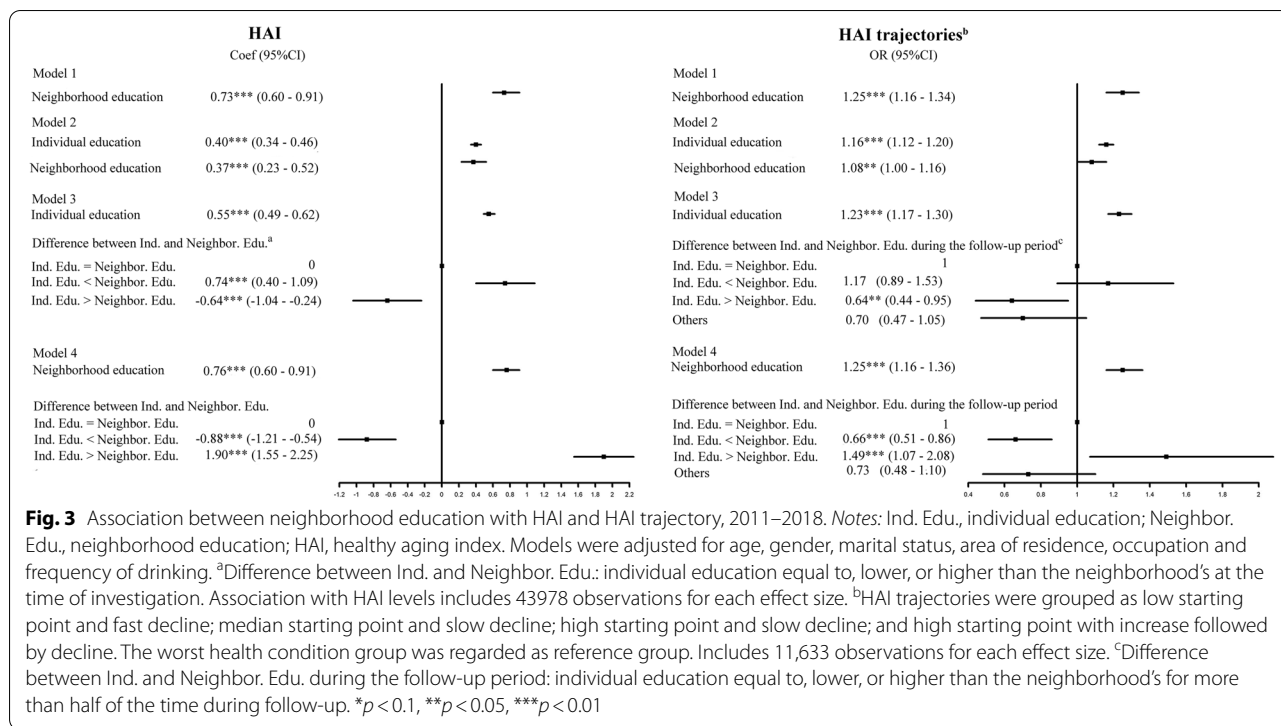 HAI
Coef (95%CI)
Model 1
Neighborhood education 0.73*** (0.60 - 0.91)
Model 2
Individual education 0.40*** (0.34 - 0.46)
Neighborhood education 0.37*** (0.23 - 0.52)
Model 3
Individual education 0.55*** (0.49 - 0.62)
Difference between Ind. and Neighbor. Edu.a
Ind. Edu. = Neighbor. Edu. 0
Ind. Edu. < Neighbor. Edu. 0.74*** (0.40 - 1.09)
Ind. Edu. > Neighbor. Edu. -0.64*** (-1.04 - -0.24)
Model 4
Neighborhood education 0.76*** (0.60 - 0.91)
Difference between Ind. and Neighbor. Edu.
Ind. Edu. = Neighbor. Edu. 0
Ind. Edu. < Neighbor. Edu. -0.88*** (-1.21 - -0.54)
Ind. Edu. > Neighbor. Edu. 1.90*** (1.55 - 2.25)
-1.2 -1 -0.8 -0.6 -0.4 -0.2 0 0.2 0.4 0.6 0.8 1 1.2 1.4 1.6 1.8 2 2.2
HAI trajectoriesb
OR (95%CI)
Model 1
Neighborhood education 1.25*** (1.16 - 1.34)
Model 2
Individual education 1.16*** (1.12 - 1.20)
Neighborhood education 1.08** (1.00 - 1.16)
Model 3
Individual education 1.23*** (1.17 - 1.30)
Difference between Ind. and Neighbor. Edu. during the follow-up periodc
Ind. Edu. = Neighbor. Edu. 1
Ind. Edu. < Neighbor. Edu. 1.17 (0.89 - 1.53)
Ind. Edu. > Neighbor. Edu. 0.64** (0.44 - 0.95)
Others 0.70 (0.47 - 1.05)
Model 4
Neighborhood education 1.25*** (1.16 - 1.36)
Difference between Ind. and Neighbor. Edu. during the follow-up period
Ind. Edu. = Neighbor. Edu. 1
Ind. Edu. < Neighbor. Edu. 0.66*** (0.51 - 0.86)
Ind. Edu. > Neighbor. Edu. 1.49*** (1.07 - 2.08)
Others 0.73 (0.48 - 1.10)
0.4 0.6 0.8 1 1.2 1.4 1.6 1.8 2
Fig. 3 Association between neighborhood education with HAI and HAI trajectory, 2011–2018. Notes: Ind. Edu., individual education; Neighbor.
Edu., neighborhood education; HAI, healthy aging index. Models were adjusted for age, gender, marital status, area of residence, occupation and
frequency of drinking. aDifference between Ind. and Neighbor. Edu.: individual education equal to, lower, or higher than the neighborhood's at the
time of investigation. Association with HAI levels includes 43978 observations for each effect size. bHAI trajectories were grouped as low starting
point and fast decline; median starting point and slow decline; high starting point and slow decline; and high starting point with increase followed
by decline. The worst health condition group was regarded as reference group. Includes 11,633 observations for each effect size. cDifference
between Ind. and Neighbor. Edu. during the follow-up period: individual education equal to, lower, or higher than the neighborhood's for more
than half of the time during follow-up. *p < 0.1, **p < 0.05, ***p < 0.01